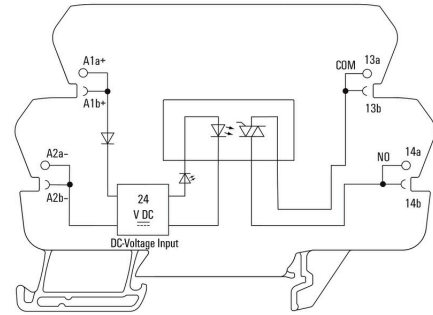 A1a+
A1b+
A2a–
A2b–
24
V DC
DC-Voltage Input
COM
13a
13b
NO
14a
14b